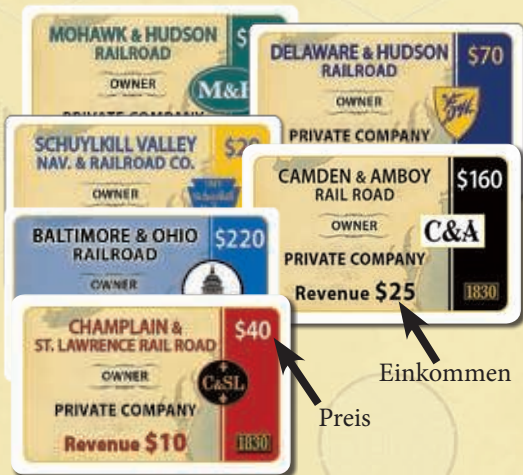 MOHAWK & HUDSON
RAILROAD
OWNER
M&H
DELAWARE & HUDSON
RAILROAD
$70
OWNER
PRIVATE COMPANY
SCHUYLKILL VALLEY
NAV. & RAILROAD CO.
OWNER
CAMDEN & AMBOY
RAIL ROAD
$160
OWNER
C&A
PRIVATE COMPANY
Revenue $25
1830
BALTIMORE & OHIO
RAILROAD
$220
OWNER
CHAMPLAIN &
ST. LAWRENCE RAIL ROAD
$40
OWNER
C&SL
PRIVATE COMPANY
Revenue $10
1830
Einkommen
Preis